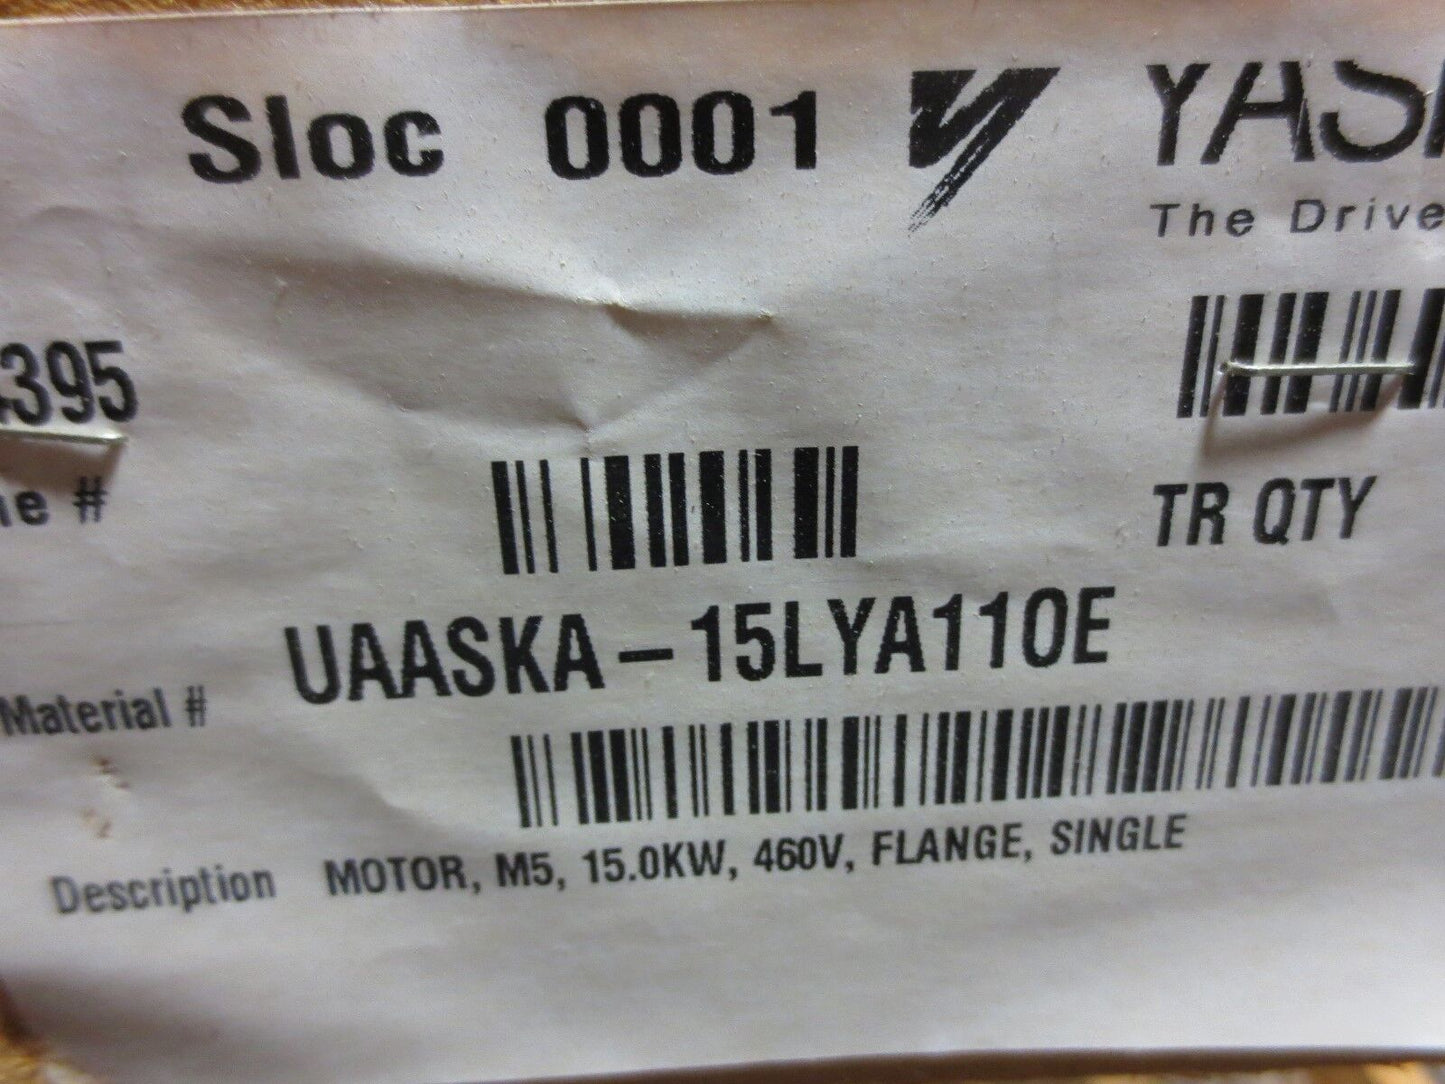 Sloc 0001 YAS
The Drive
395
# TR QTY
UAASKA-15LYA110E
Material #
Description MOTOR, M5, 15.0KW, 460V, FLANGE, SINGLE